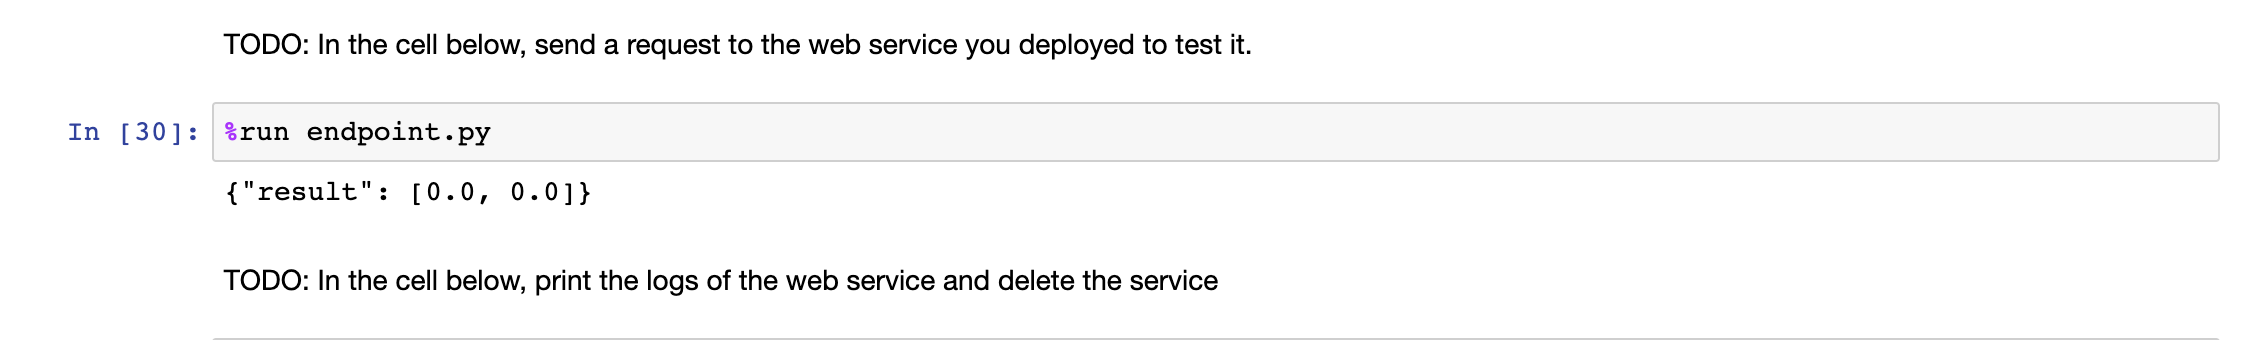 TODO: In the cell below, send a request to the web service you deployed to test it.
In [30]: %run endpoint.py
{"result": [0.0, 0.0]}
TODO: In the cell below, print the logs of the web service and delete the service